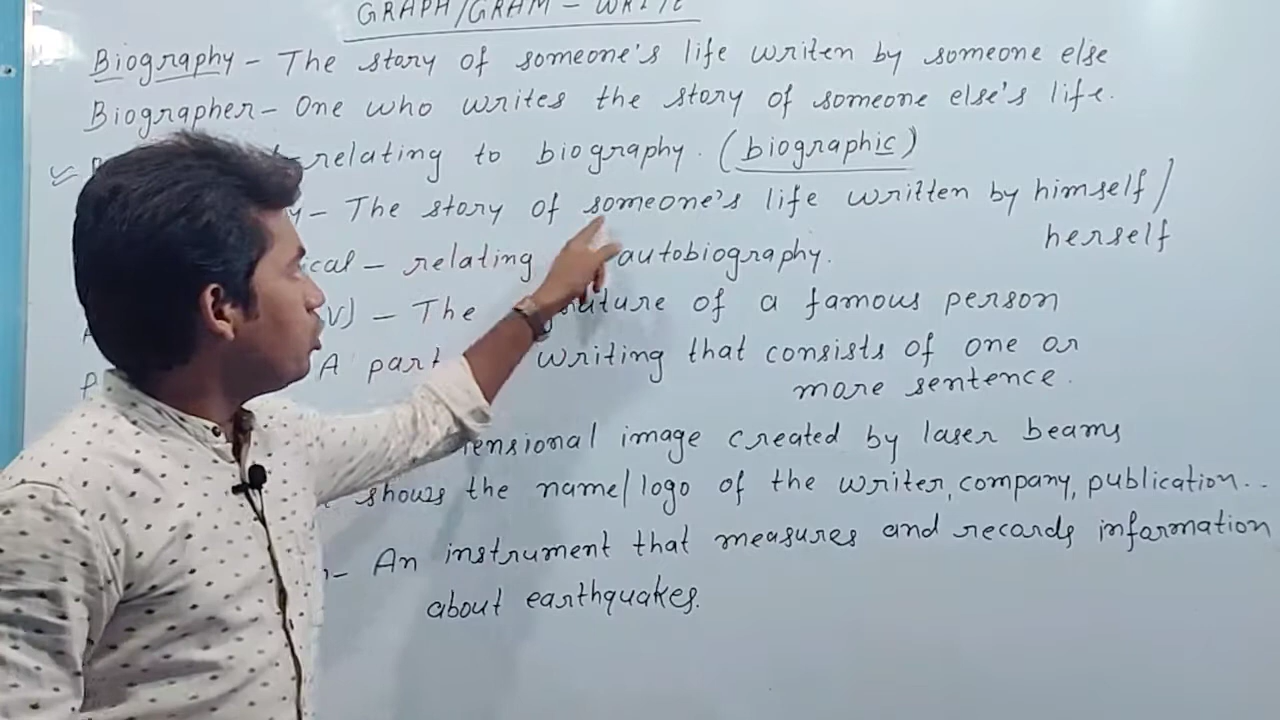 GRAPH/GRAM - WRITE
Biography - The story of someone's life writen by someone else
Biographer - One who writes the story of someone else's life.
relating to biography. (biographic)
y - The story of someone's life written by himself/
herself
ical - relating autobiography.
V) - The of a famous person
A part writing that consists of one or
more sentence.
ensional image created by laser beams
shows the name/logo of the writer, company, publication..
An instrument that measures and records information
about earthquakes.